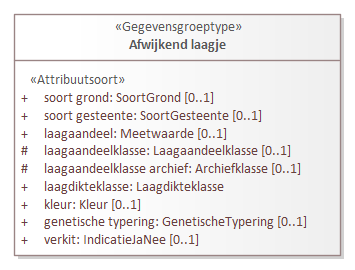 «Gegevensgroeptype»
Afwijkend laagje
«Attribuutsoort»
+ soort grond: SoortGrond [0..1]
+ soort gesteente: SoortGesteente [0..1]
+ laagaandeel: Meetwaarde [0..1]
# laagaandeelklasse: Laagaandeelklasse [0..1]
# laagaandeelklasse archief: Archiefklasse [0..1]
+ laagdikteklasse: Laagdikteklasse
+ kleur: Kleur [0..1]
+ genetische typering: GenetischeTypering [0..1]
+ verkit: IndicatieJaNee [0..1]